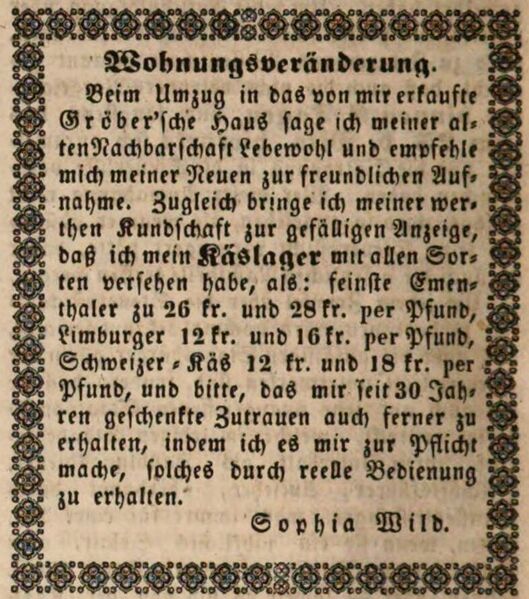 Wohnungsveränderung.
Beim Umzug in das von mir erkaufte
Gröber'sche Haus sage ich meiner al-
ten Nachbarschaft Lebewohl und empfehle
mich meiner Neuen zur freundlichen Auf-
nahme. Zugleich bringe ich meiner wer-
then Kundschaft zur gefälligen Anzeige,
daß ich mein Käslager mit allen Sor-
ten versehen habe, als: feinste Emen-
thaler zu 26 kr. und 28 kr. per Pfund,
Limburger 12 kr. und 16 kr. per Pfund,
Schweizer-Käs 12 kr. und 18 kr. per
Pfund, und bitte, das mir seit 30 Jah-
ren geschenkte Zutrauen auch ferner zu
erhalten, indem ich es mir zur Pflicht
mache, solches durch reelle Bedienung
zu erhalten.
Sophia Wild.